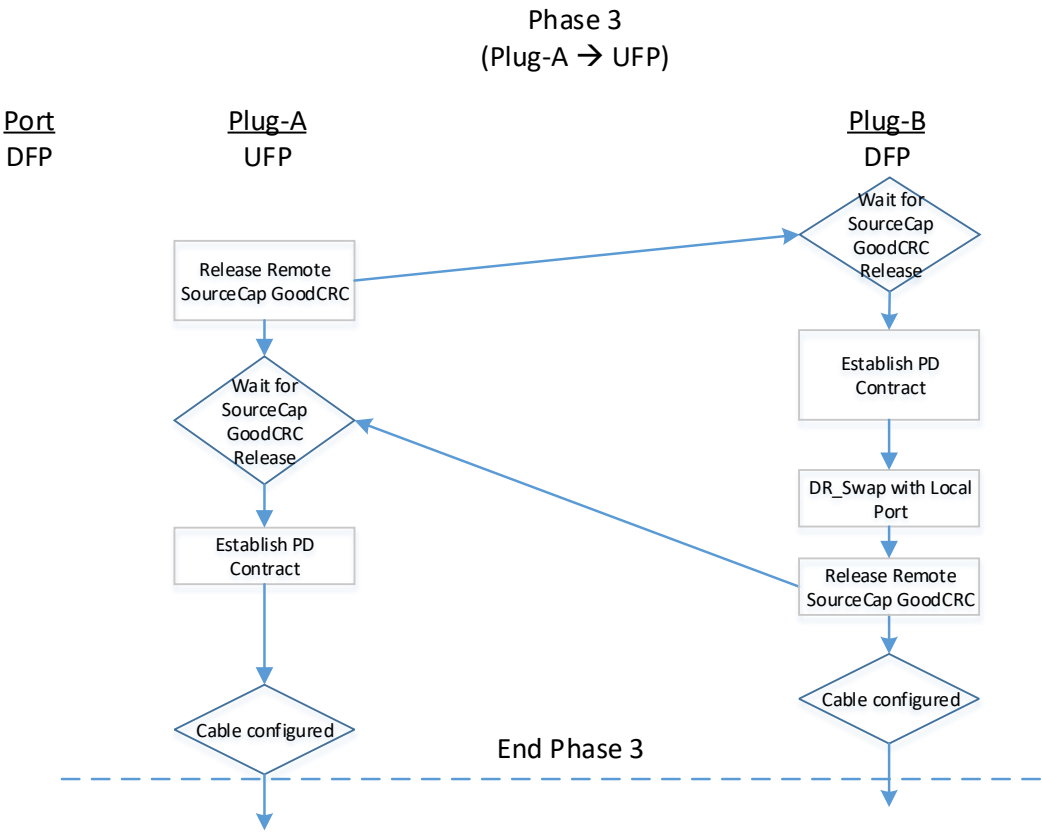 Phase 3
(Plug-A → UFP)
Port
DFP
Plug-A
UFP
Plug-B
DFP
Wait for
SourceCap
GoodCRC
Release
Release Remote
SourceCap GoodCRC
Establish PD
Contract
Wait for
SourceCap
GoodCRC
Release
DR_Swap with Local
Port
Establish PD
Contract
Release Remote
SourceCap GoodCRC
Cable configured
Cable configured
End Phase 3